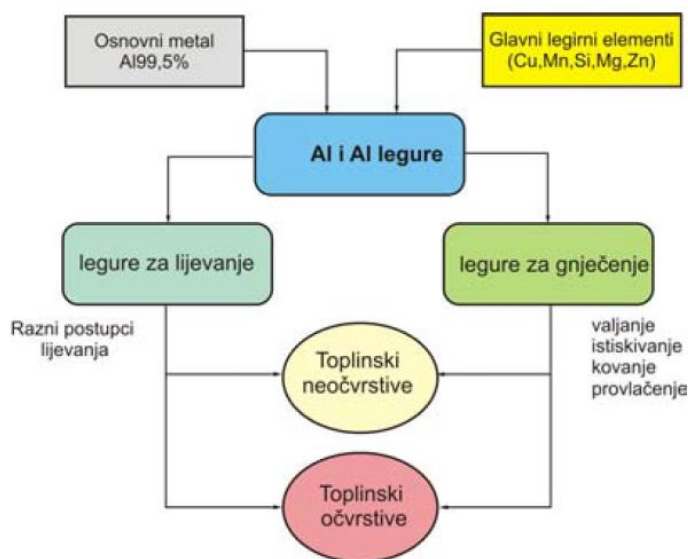 Osnovni metal
Al99,5%
Glavni legirni elementi
(Cu,Mn,Si,Mg,Zn)
Al i Al legure
legure za lijevanje
legure za gnječenje
Razni postupci
lijevanja
valjanje
istiskivanje
kovanje
provlačenje
Toplinski
neočvrstive
Toplinski
očvrstive